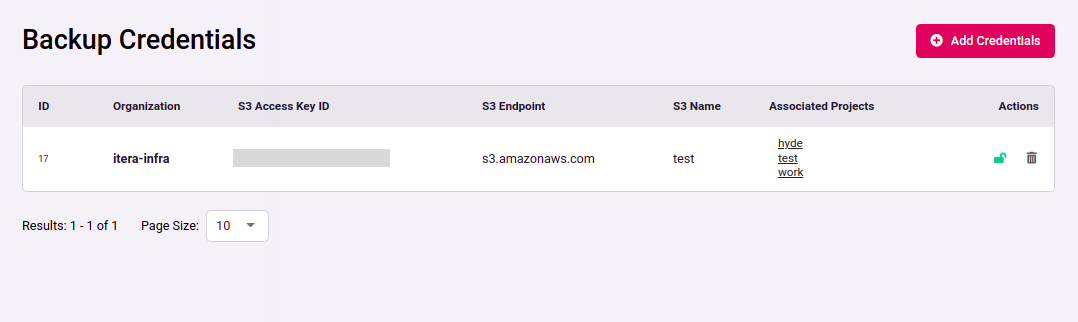 Backup Credentials
Add Credentials
ID Organization S3 Access Key ID S3 Endpoint S3 Name Associated Projects Actions
17 itera-infra s3.amazonaws.com test hyde
test
work
Results: 1 - 1 of 1 Page Size: 10